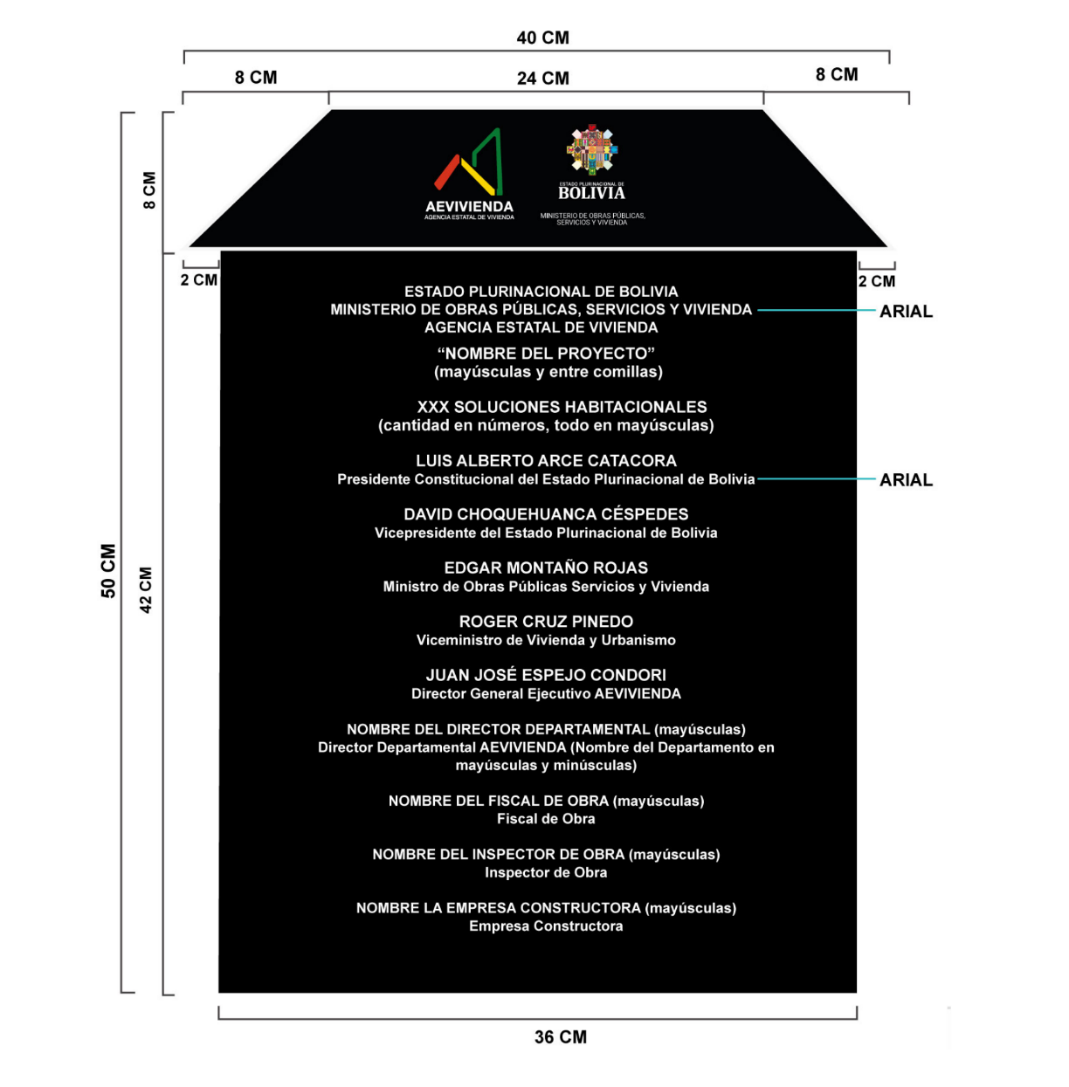 40 CM
8 CM
24 CM
8 CM
8 CM
AEVIVIENDA
AGENCIA ESTATAL DE VIVIENDA
ESTADO PLURINACIONAL DE
BOLIVIA
MINISTERIO DE OBRAS PÚBLICAS,
SERVICIOS Y VIVIENDA
2 CM
2 CM
ESTADO PLURINACIONAL DE BOLIVIA
MINISTERIO DE OBRAS PÚBLICAS, SERVICIOS Y VIVIENDA
ARIAL
AGENCIA ESTATAL DE VIVIENDA
“NOMBRE DEL PROYECTO”
(mayúsculas y entre comillas)
XXX SOLUCIONES HABITACIONALES
(cantidad en números, todo en mayúsculas)
LUIS ALBERTO ARCE CATACORA
Presidente Constitucional del Estado Plurinacional de Bolivia
ARIAL
DAVID CHOQUEHUANCA CÉSPEDES
Vicepresidente del Estado Plurinacional de Bolivia
50 CM
42 CM
EDGAR MONTAÑO ROJAS
Ministro de Obras Públicas Servicios y Vivienda
ROGER CRUZ PINEDO
Viceministro de Vivienda y Urbanismo
JUAN JOSÉ ESPEJO CONDORI
Director General Ejecutivo AEVIVIENDA
NOMBRE DEL DIRECTOR DEPARTAMENTAL (mayúsculas)
Director Departamental AEVIVIENDA (Nombre del Departamento en
mayúsculas y minúsculas)
NOMBRE DEL FISCAL DE OBRA (mayúsculas)
Fiscal de Obra
NOMBRE DEL INSPECTOR DE OBRA (mayúsculas)
Inspector de Obra
NOMBRE LA EMPRESA CONSTRUCTORA (mayúsculas)
Empresa Constructora
36 CM